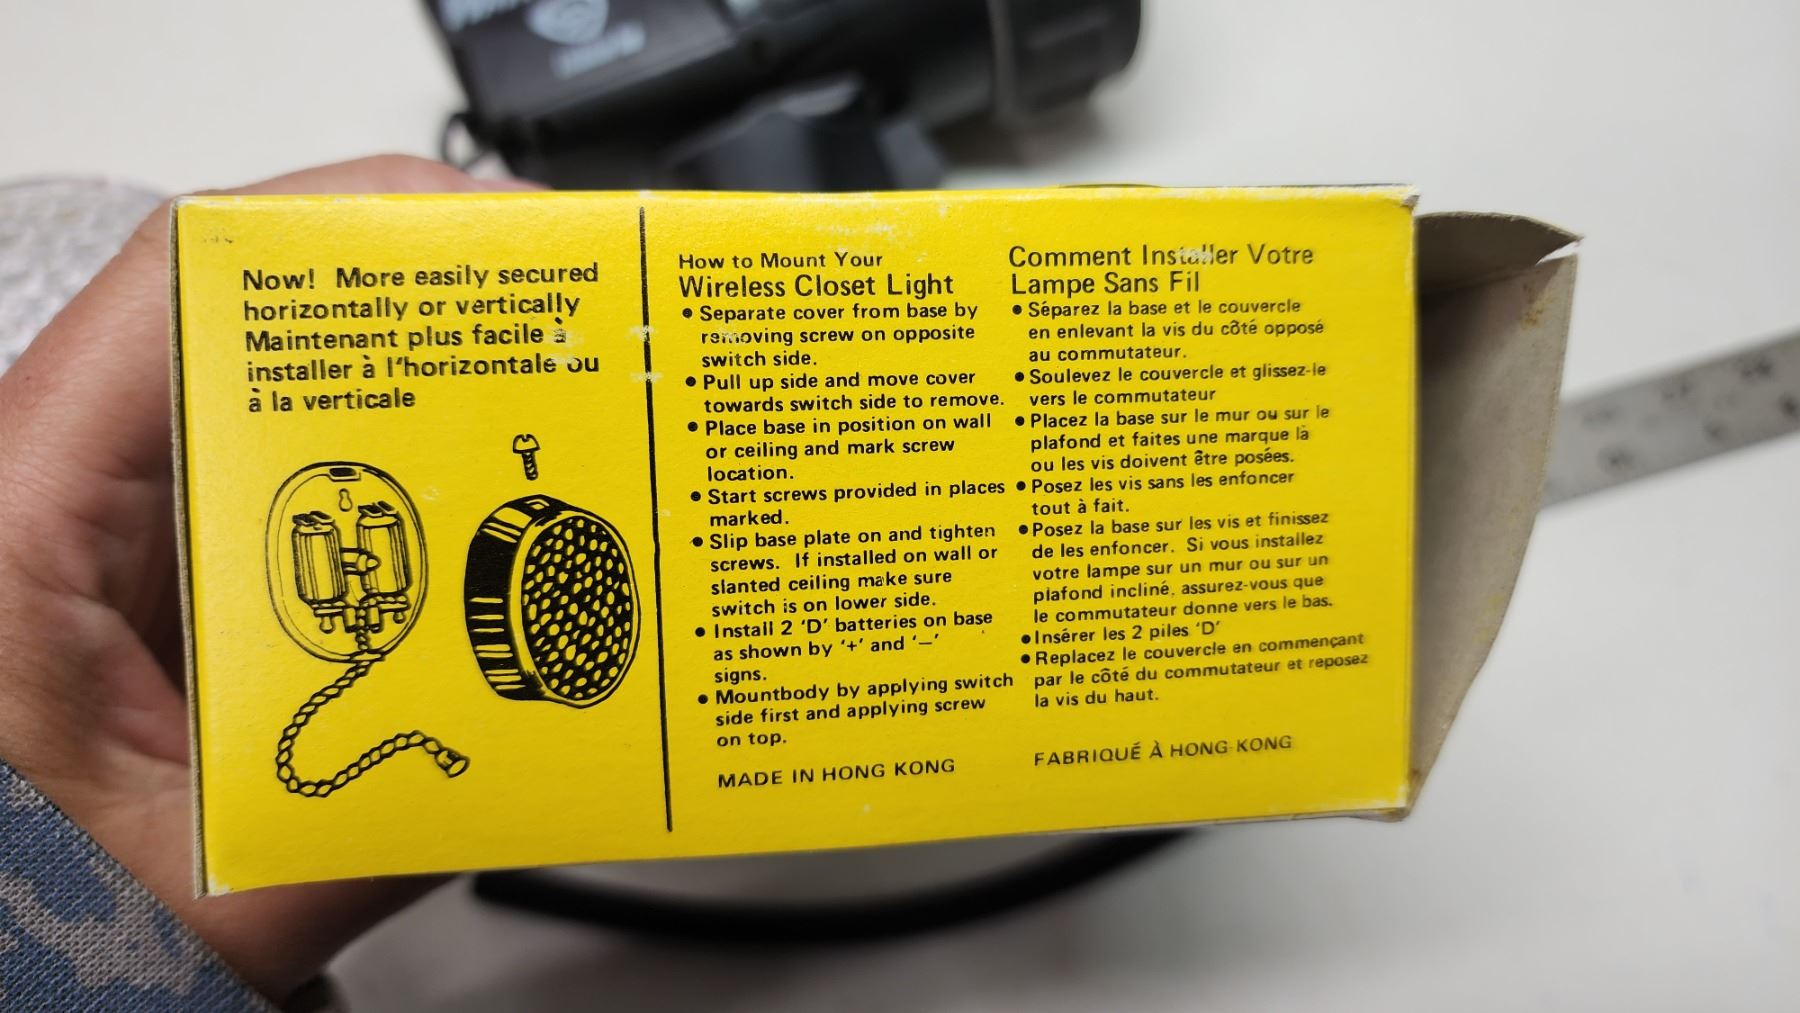 Now! More easily secured
horizontally or vertically
Maintenant plus facile à
installer à l'horizontale ou
à la verticale
How to Mount Your
Wireless Closet Light
• Separate cover from base by
removing screw on opposite
switch side.
• Pull up side and move cover
towards switch side to remove.
• Place base in position on wall
or ceiling and mark screw
location.
• Start screws provided in places
marked.
• Slip base plate on and tighten
screws. If installed on wall or
slanted ceiling make sure
switch is on lower side.
• Install 2 'D' batteries on base
as shown by '+' and '–'
signs.
• Mountbody by applying switch
side first and applying screw
on top.
MADE IN HONG KONG
Comment Installer Votre
Lampe Sans Fil
• Séparez la base et le couvercle
en enlevant la vis du côté opposé
au commutateur.
• Soulevez le couvercle et glissez-le
vers le commutateur
• Placez la base sur le mur ou sur le
plafond et faites une marque là
ou les vis doivent être posées.
• Posez les vis sans les enfoncer
tout à fait.
• Posez la base sur les vis et finissez
de les enfoncer. Si vous installez
votre lampe sur un mur ou sur un
plafond incliné, assurez-vous que
le commutateur donne vers le bas.
• Insérer les 2 piles 'D'
• Replacez le couvercle en commençant
par le côté du commutateur et reposez
la vis du haut.
FABRIQUÉ À HONG-KONG